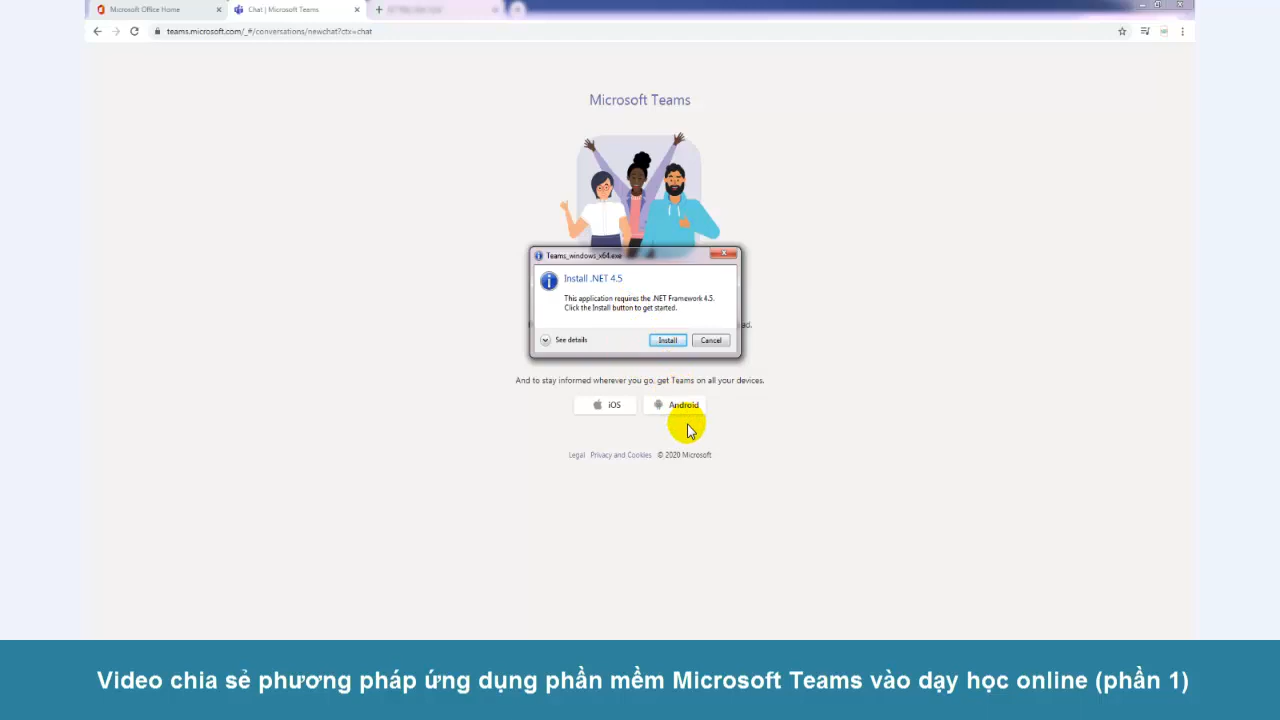 Microsoft Office Home
Chat | Microsoft Teams
teams.microsoft.com/_#/conversations/newchat?ctx=chat
Microsoft Teams
Teams_windows_x64.exe
Install .NET 4.5
This application requires the .NET Framework 4.5.
Click the Install button to get started.
ad.
See details
Install
Cancel
And to stay informed wherever you go, get Teams on all your devices.
iOS
Android
Legal
Privacy and Cookies
© 2020 Microsoft
Video chia sẻ phương pháp ứng dụng phần mềm Microsoft Teams vào dạy học online (phần 1)